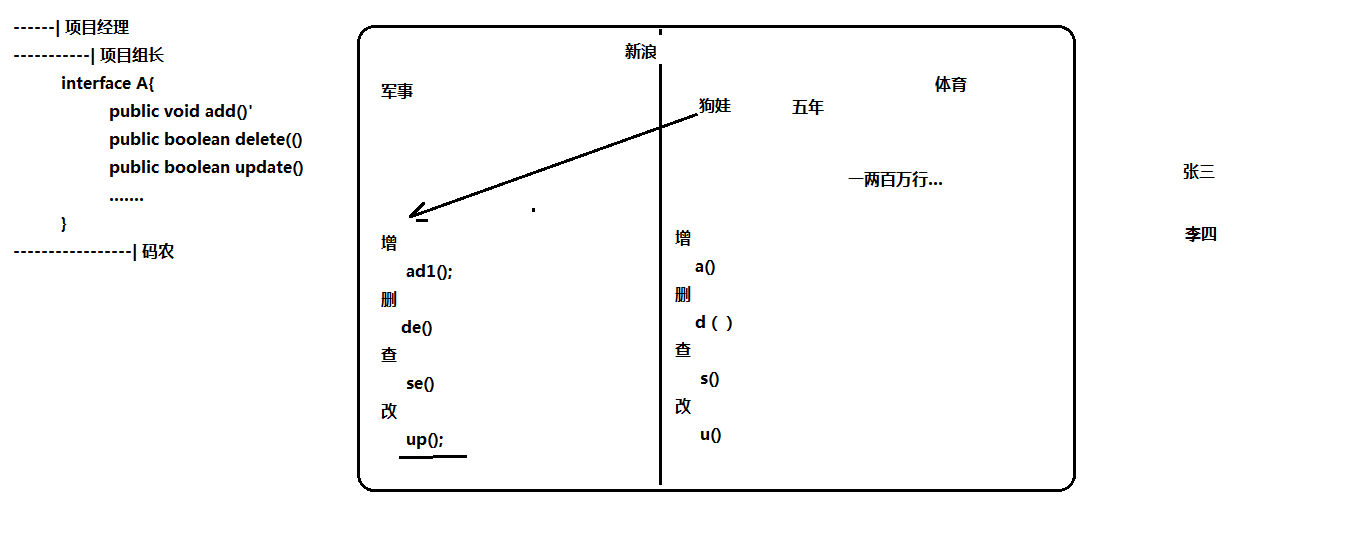 ------| 项目经理
-----------| 项目组长
interface A{
public void add()'
public boolean delete(()
public boolean update()
.......
}
-----------------| 码农
新浪
军事
体育
狗娃
五年
一两百万行...
增
ad1();
删
de()
查
se()
改
up();
增
a()
删
d（ ）
查
s()
改
u()
张三
李四